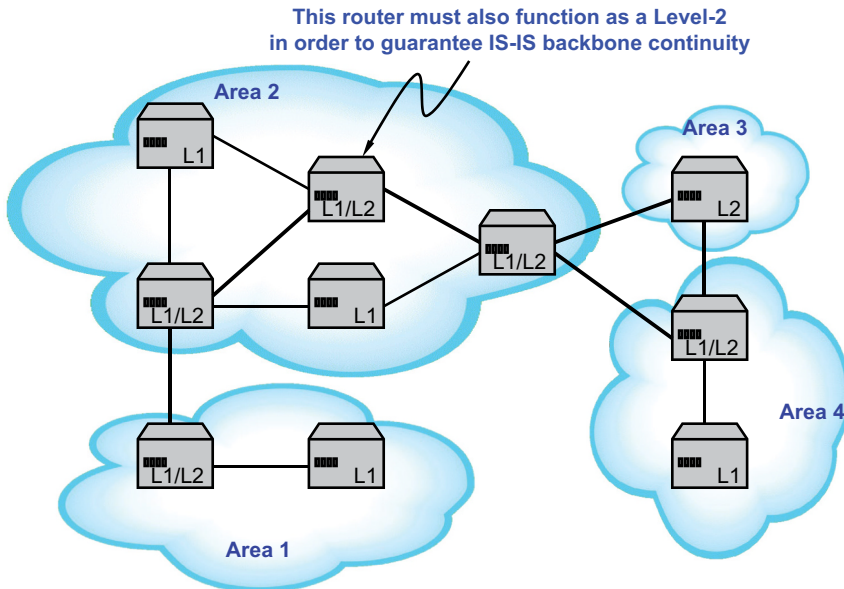 This router must also function as a Level-2
in order to guarantee IS-IS backbone continuity
Area 2
Area 3
L1
L1/L2
L2
L1/L2
L1/L2
L1
L1/L2
Area 4
L1/L2
L1
L1
Area 1